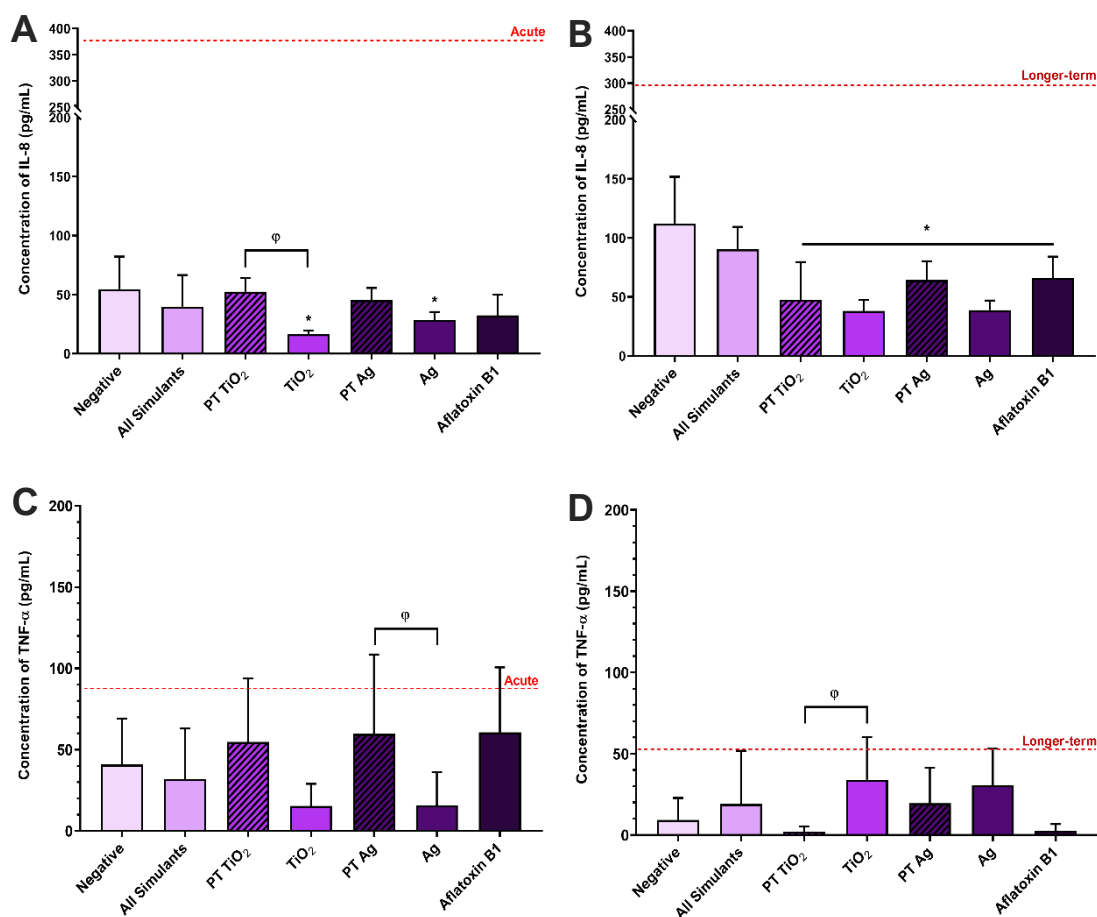 A
Concentration of IL-8 (pg/mL)
400
350
300
250
200
150
100
50
0
Acute
φ
*
*
Negative
All Simulants
PT TiO₂
TiO₂
PT Ag
Ag
Aflatoxin B1
B
Concentration of IL-8 (pg/mL)
400
350
300
250
200
150
100
50
0
Longer-term
*
Negative
All Simulants
PT TiO₂
TiO₂
PT Ag
Ag
Aflatoxin B1
C
Concentration of TNF-α (pg/mL)
200
150
100
50
0
φ
Acute
Negative
All Simulants
PT TiO₂
TiO₂
PT Ag
Ag
Aflatoxin B1
D
Concentration of TNF-α (pg/mL)
200
150
100
50
0
φ
Longer-term
Negative
All Simulants
PT TiO₂
TiO₂
PT Ag
Ag
Aflatoxin B1